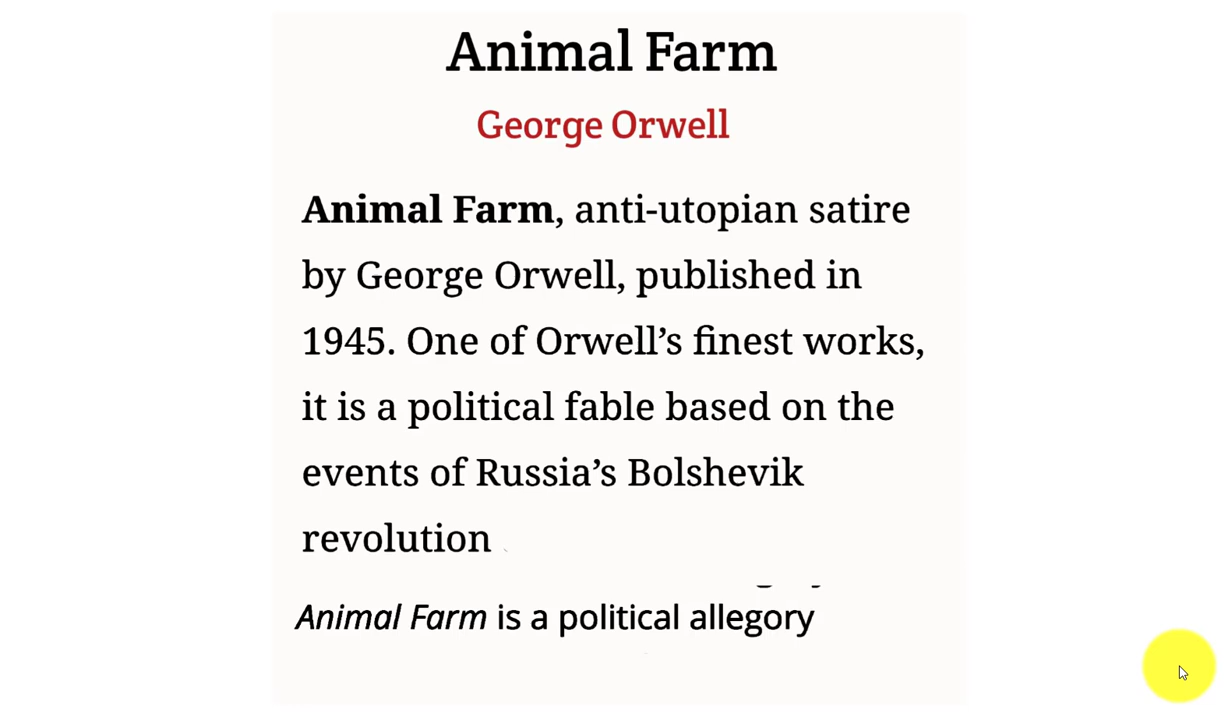 Animal Farm
George Orwell
Animal Farm, anti-utopian satire
by George Orwell, published in
1945. One of Orwell’s finest works,
it is a political fable based on the
events of Russia’s Bolshevik
revolution
Animal Farm is a political allegory